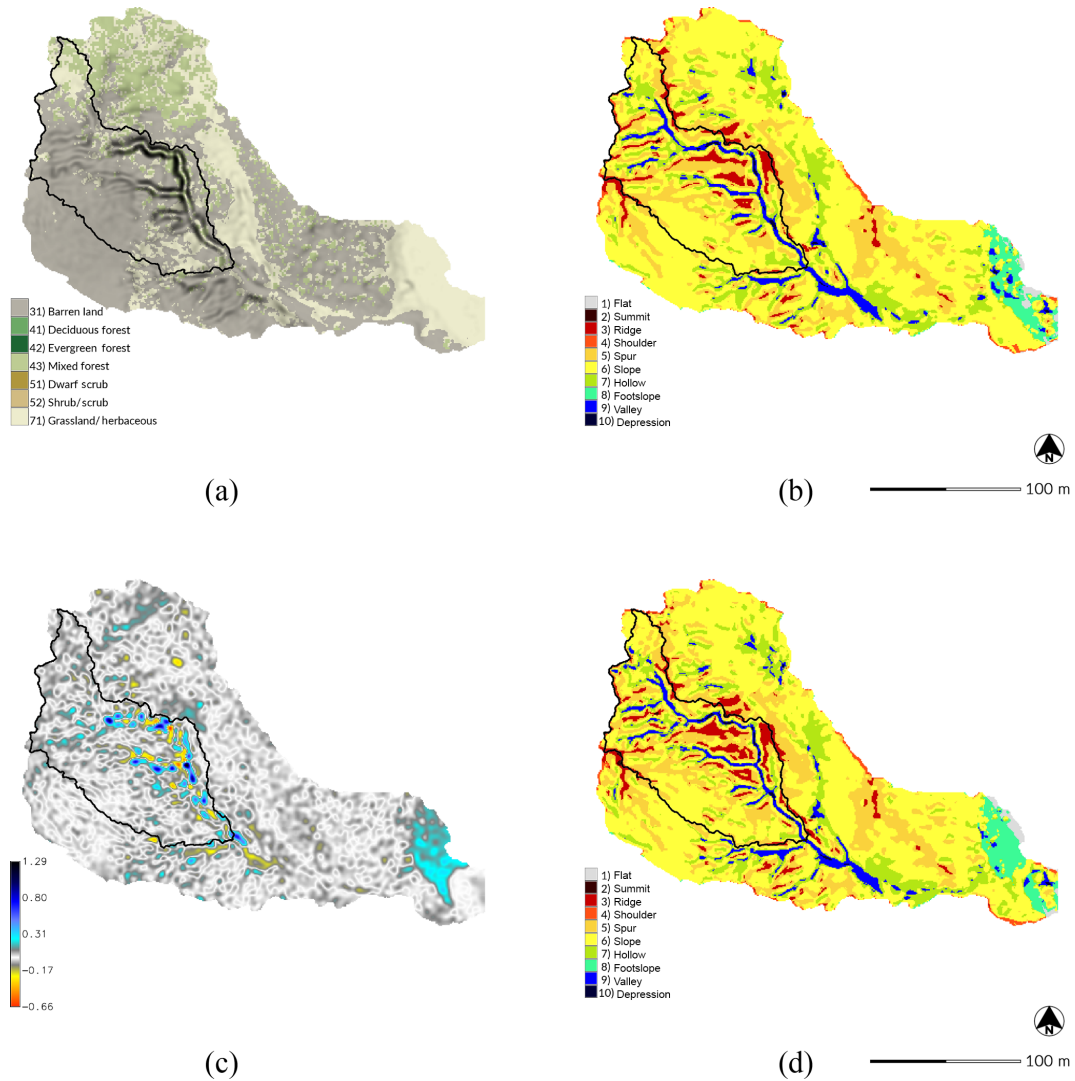 31) Barren land
41) Deciduous forest
42) Evergreen forest
43) Mixed forest
51) Dwarf scrub
52) Shrub/scrub
71) Grassland/herbaceous
(a)
1) Flat
2) Summit
3) Ridge
4) Shoulder
5) Spur
6) Slope
7) Hollow
8) Footslope
9) Valley
10) Depression
N
100 m
(b)
1.29
0.80
0.31
-0.17
-0.66
(c)
1) Flat
2) Summit
3) Ridge
4) Shoulder
5) Spur
6) Slope
7) Hollow
8) Footslope
9) Valley
10) Depression
N
100 m
(d)